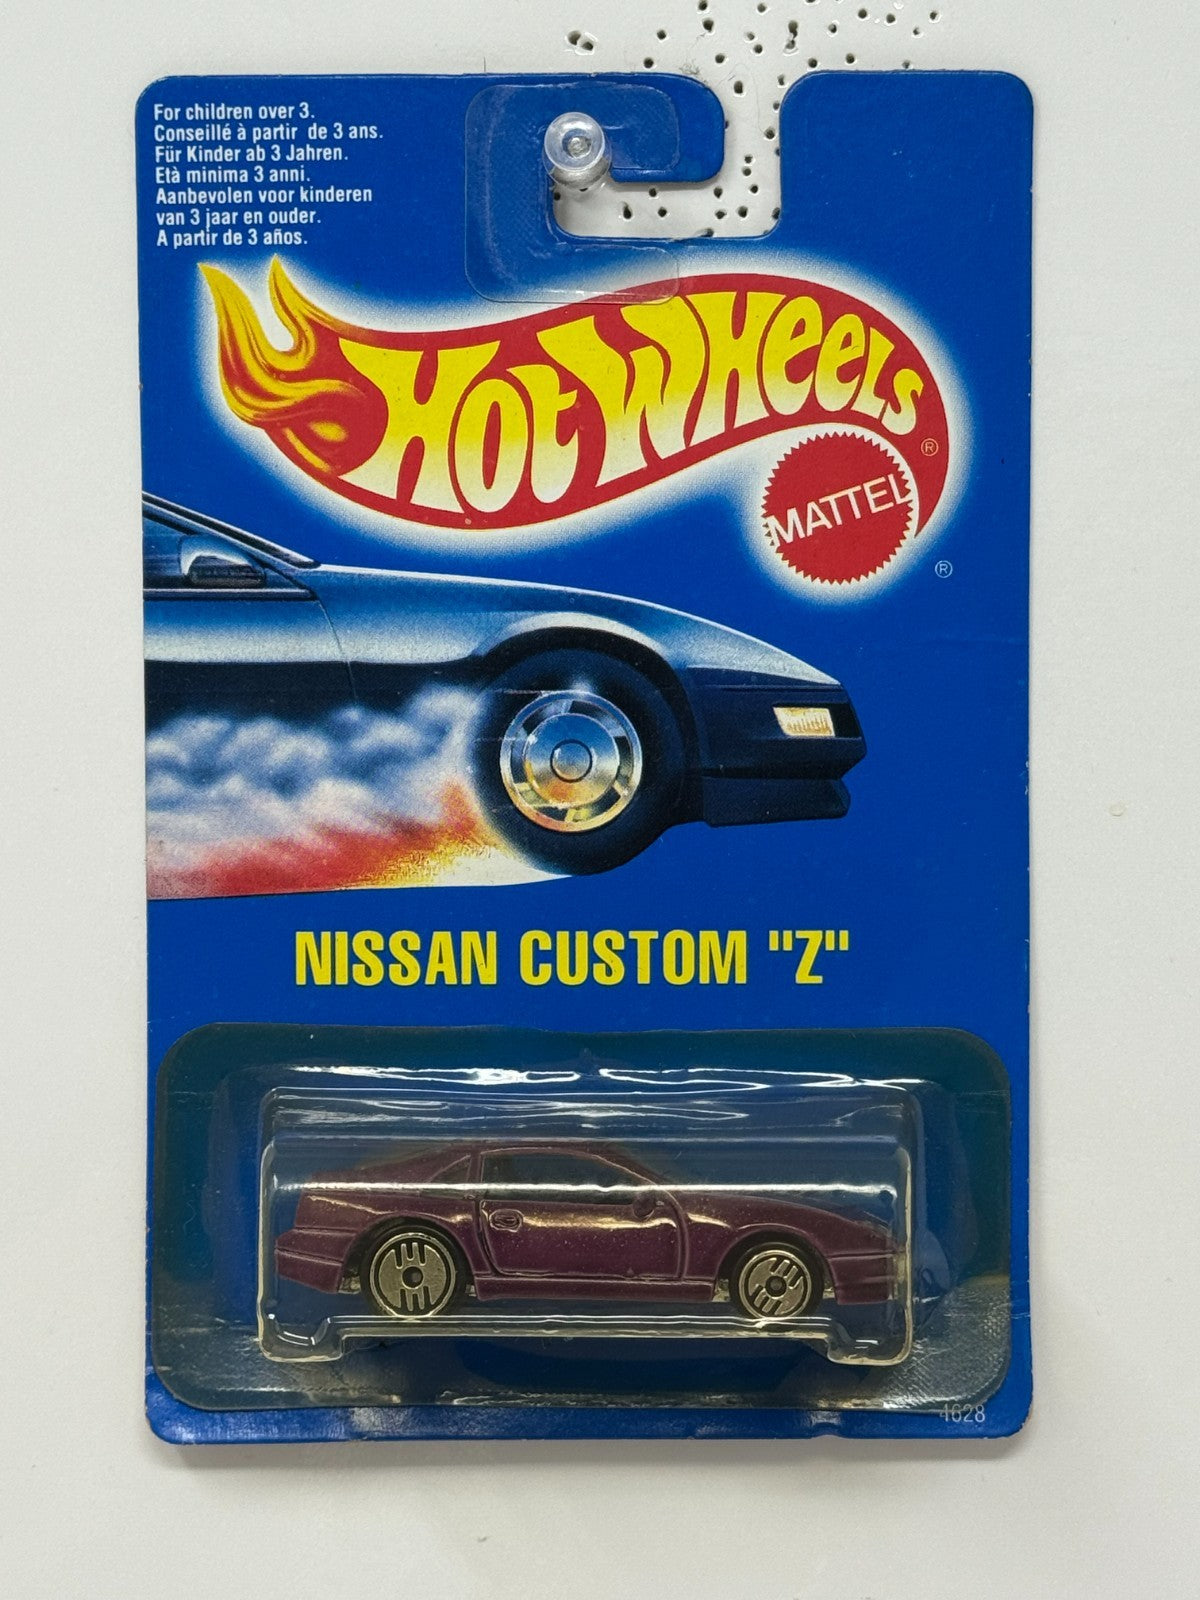 For children over 3.
Conseillé à partir de 3 ans.
Für Kinder ab 3 Jahren.
Età minima 3 anni.
Aanbevolen voor kinderen
van 3 jaar en ouder.
A partir de 3 años.
HOT WHEELS ®
MATTEL
®
NISSAN CUSTOM "Z"
4628